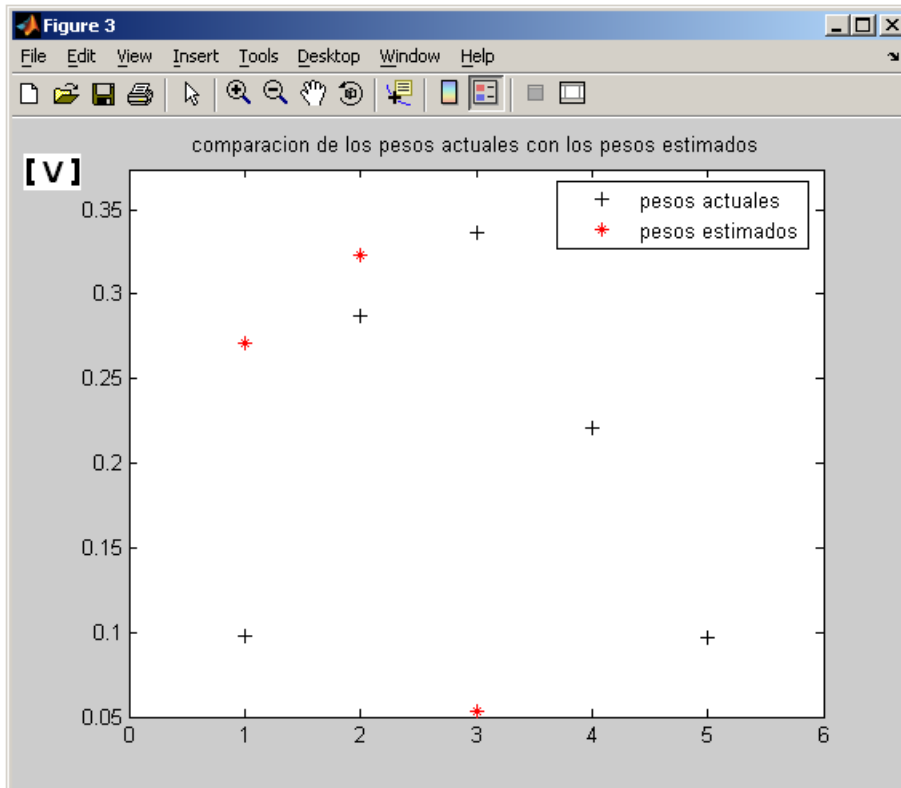 Figure 3
File Edit View Insert Tools Desktop Window Help
comparacion de los pesos actuales con los pesos estimados
[ V ]
pesos actuales
pesos estimados
0.35
0.3
0.25
0.2
0.15
0.1
0.05
0 1 2 3 4 5 6